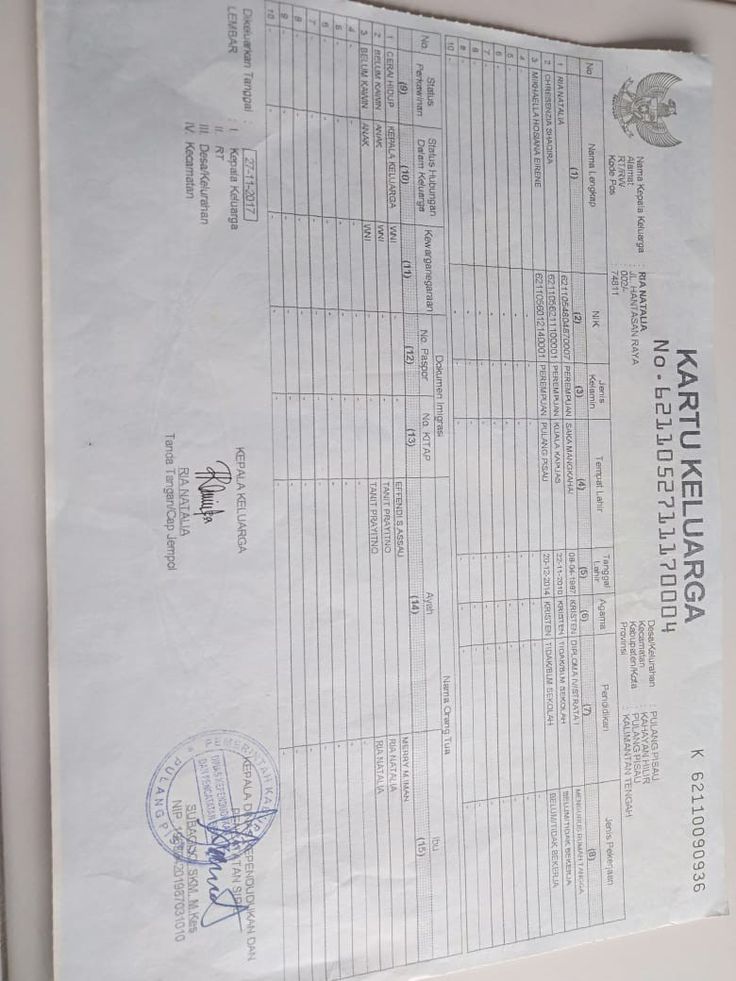 KARTU KELUARGA
K 62110090936
No.6211052711170004
Nama Kepala Keluarga : RIA NATALIA
Alamat : JL. HANTASAN RAYA
RT/RW : 002/-
Kode Pos : 74811
Desa/Kelurahan : PULANG PISAU
Kecamatan : KAHAYAN HILIR
Kabupaten/Kota : PULANG PISAU
Provinsi : KALIMANTAN TENGAH
No Nama Lengkap NIK Jenis Kelamin Tempat Lahir Tanggal Lahir Agama Pendidikan Jenis Pekerjaan
(1) (2) (3) (4) (5) (6) (7) (8)
1 RIA NATALIA 6211054804870007 PEREMPUAN SAKA MANGKAHAI 08-04-1987 KRISTEN DIPLOMA IV/STRATA I MENGURUS RUMAH TANGGA
2 CHRESENZIA SHAQIRA 6211056211100001 PEREMPUAN KUALA KAPUAS 22-11-2010 KRISTEN TIDAK/BLM SEKOLAH BELUM/TIDAK BEKERJA
3 MIKHAELLA HOSIANA EIRENE 6211056012140001 PEREMPUAN PULANG PISAU 20-12-2014 KRISTEN TIDAK/BLM SEKOLAH BELUM/TIDAK BEKERJA
4 - - - - - - - -
5 - - - - - - - -
6 - - - - - - - -
7 - - - - - - - -
8 - - - - - - - -
9 - - - - - - - -
10 - - - - - - - -
No. Status Perkawinan Status Hubungan Dalam Keluarga Kewarganegaraan Dokumen Imigrasi Nama Orang Tua
No. Paspor No. KITAP Ayah Ibu
(9) (10) (11) (12) (13) (14) (15)
1 CERAI HIDUP KEPALA KELUARGA WNI - - EFFENDI S.ASSAU MERRY M.IMAN
2 BELUM KAWIN ANAK WNI - - TANIT PRAYITNO RIA NATALIA
3 BELUM KAWIN ANAK WNI - - TANIT PRAYITNO RIA NATALIA
4 - - - - - - -
5 - - - - - - -
6 - - - - - - -
7 - - - - - - -
8 - - - - - - -
9 - - - - - - -
10 - - - - - - -
Dikeluarkan Tanggal : 27-11-2017
LEMBAR : I. Kepala Keluarga
II. RT
III. Desa/Kelurahan
IV. Kecamatan
KEPALA KELUARGA
RIA NATALIA
Tanda Tangan/Cap Jempol
KEPALA DINAS KEPENDUDUKAN DAN
PENCATATAN SIPIL
PEMERINTAH KABUPATEN
DINAS KEPENDUDUKAN
DAN PENCATATAN SIPIL
PULANG PISAU
SKM, M.Kes
NIP.